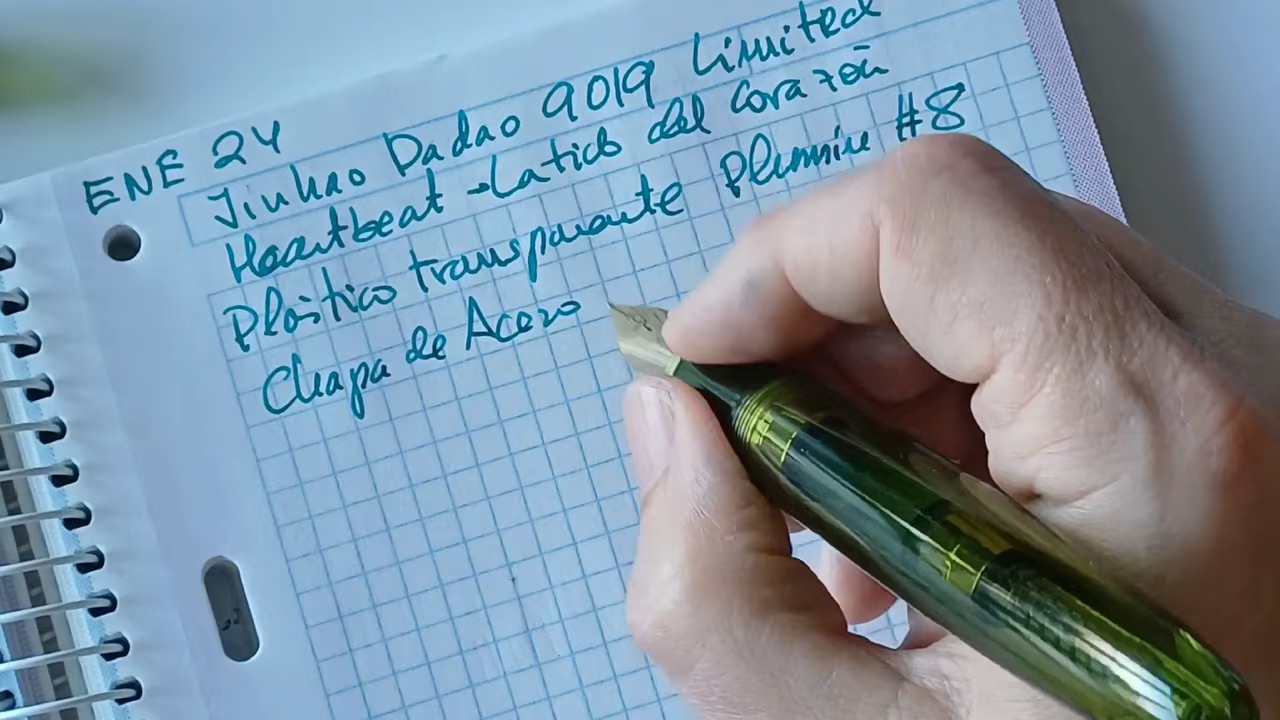 ENE 24
Jinhao Dadao 9019 Limited
Heartbeat → Latido del corazón
Plástico transparente Plumín #8
Chapa de Acero